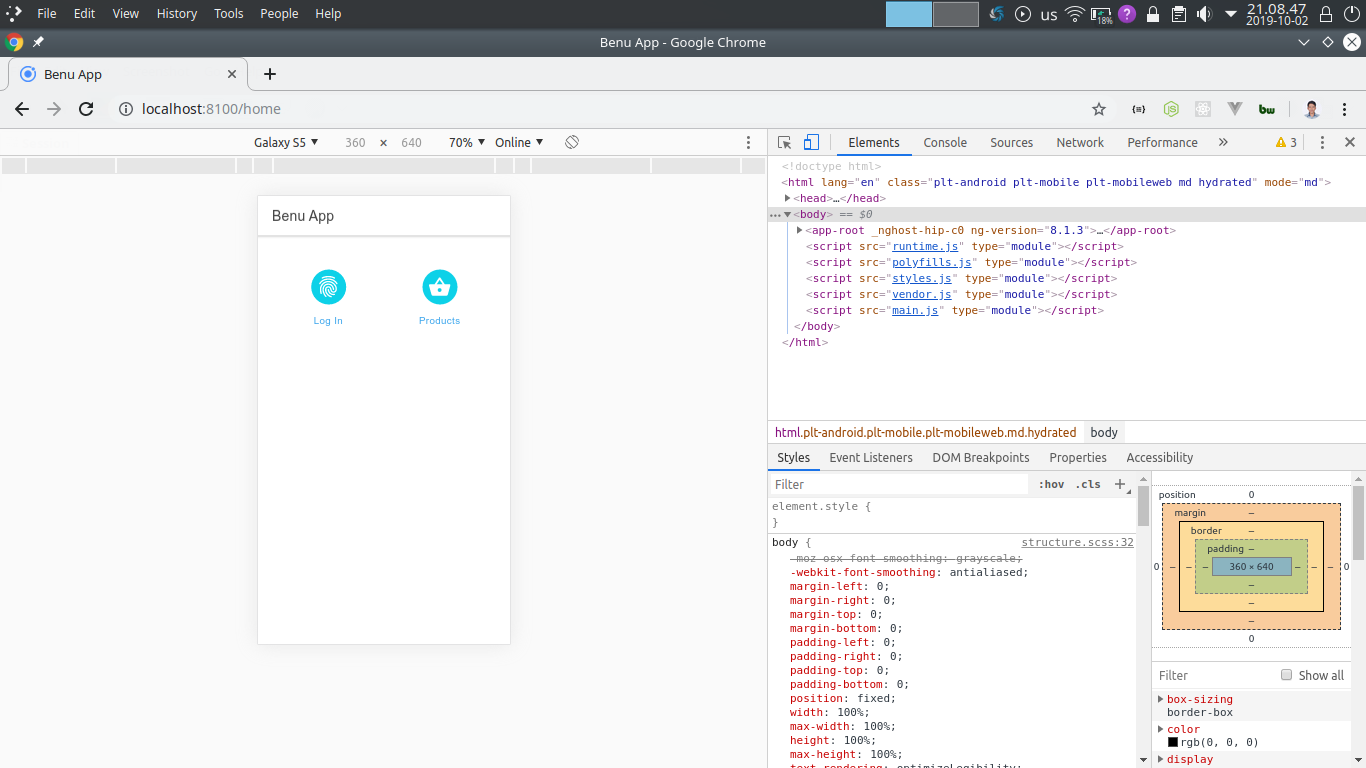 File Edit View History Tools People Help us 18% ? 21.08.47
2019-10-02
Benu App - Google Chrome
Benu App
localhost:8100/home
Galaxy S5 360 × 640 70% Online
Benu App
Log In Products
Elements Console Sources Network Performance » 3
<!doctype html>
<html lang="en" class="plt-android plt-mobile plt-mobileweb md hydrated" mode="md">
<head>…</head>
<body> == $0
<app-root _nghost-hip-c0 ng-version="8.1.3">…</app-root>
<script src="runtime.js" type="module"></script>
<script src="polyfills.js" type="module"></script>
<script src="styles.js" type="module"></script>
<script src="vendor.js" type="module"></script>
<script src="main.js" type="module"></script>
</body>
</html>
html.plt-android.plt-mobile.plt-mobileweb.md.hydrated body
Styles Event Listeners DOM Breakpoints Properties Accessibility
Filter :hov .cls +
element.style {
}
body { structure.scss:32
-moz-osx-font-smoothing: grayscale;
-webkit-font-smoothing: antialiased;
margin-left: 0;
margin-right: 0;
margin-top: 0;
margin-bottom: 0;
padding-left: 0;
padding-right: 0;
padding-top: 0;
padding-bottom: 0;
position: fixed;
width: 100%;
max-width: 100%;
height: 100%;
max-height: 100%;
text-rendering: optimizeLegibility;
position 0
margin –
border –
padding –
0 – – – 360 × 640 – – – 0
–
–
–
0
Filter Show all
box-sizing
border-box
color
rgb(0, 0, 0)
display